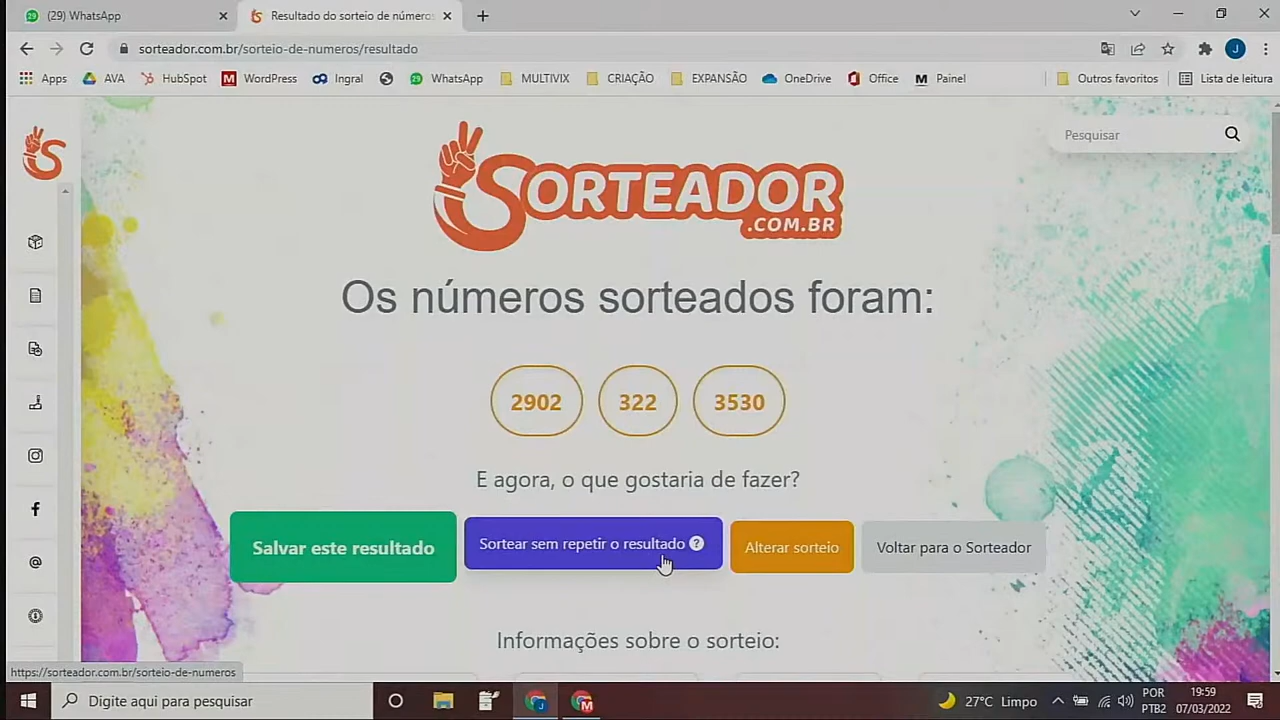 (29) WhatsApp
Resultado do sorteio de números
sorteador.com.br/sorteio-de-numeros/resultado
Apps AVA HubSpot WordPress Ingral WhatsApp MULTIVIX CRIAÇÃO EXPANSÃO OneDrive Office Painel Outros favoritos Lista de leitura
Pesquisar
SORTEADOR
.COM.BR
Os números sorteados foram:
2902 322 3530
E agora, o que gostaria de fazer?
Salvar este resultado Sortear sem repetir o resultado ? Alterar sorteio Voltar para o Sorteador
Informações sobre o sorteio:
https://sorteador.com.br/sorteio-de-numeros
Digite aqui para pesquisar
27°C Limpo
POR
PTB2
19:59
07/03/2022